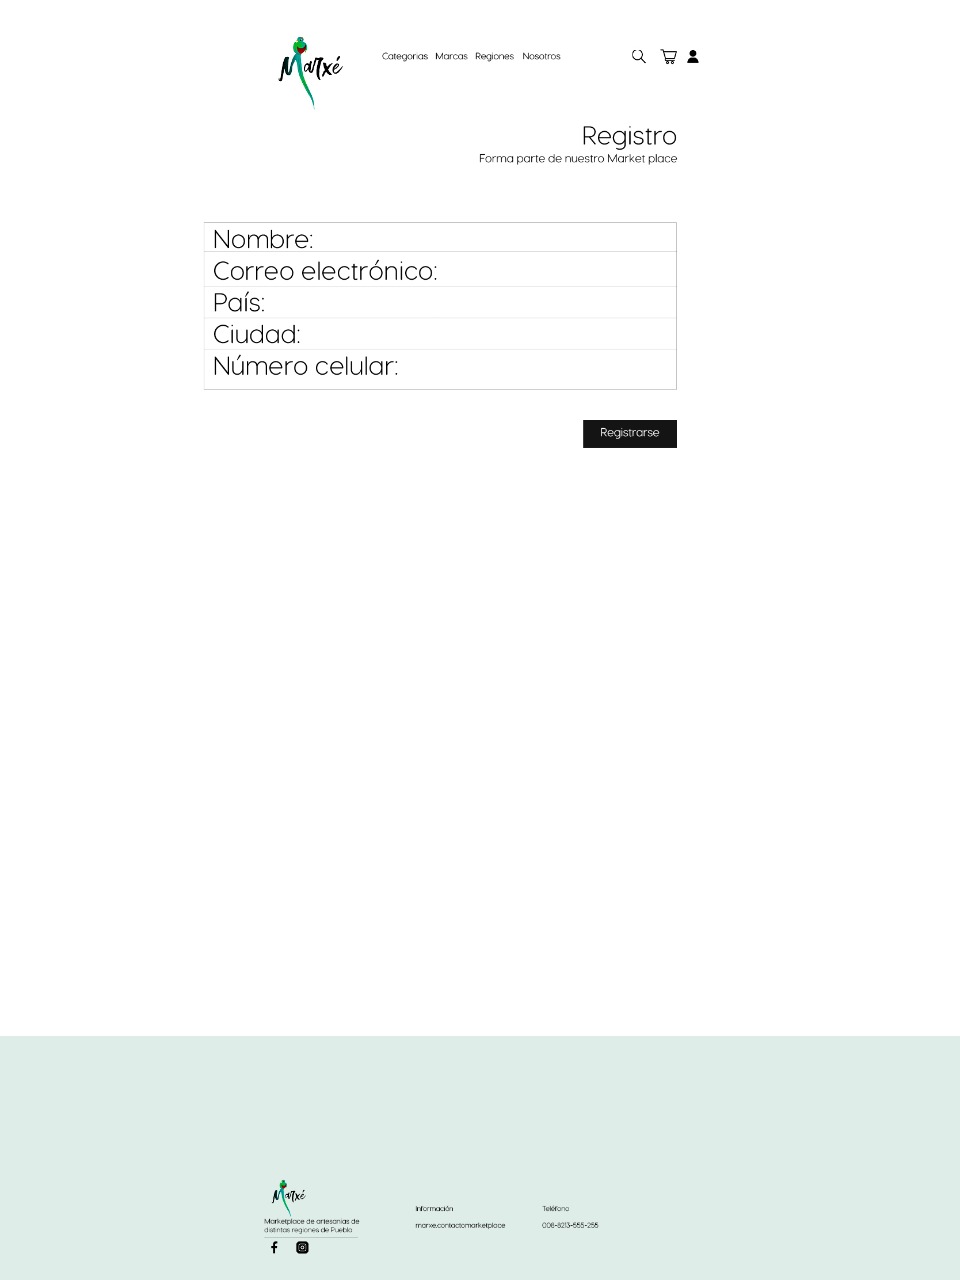 Marxé
Categorias Marcas Regiones Nosotros
Registro
Forma parte de nuestro Market place
Nombre:
Correo electrónico:
País:
Ciudad:
Número celular:
Registrarse
Marxé
Marketplace de artesanias de
distintas regiones de Puebla
Información
marxe.contactomarketplace
Teléfono
008-8213-555-255